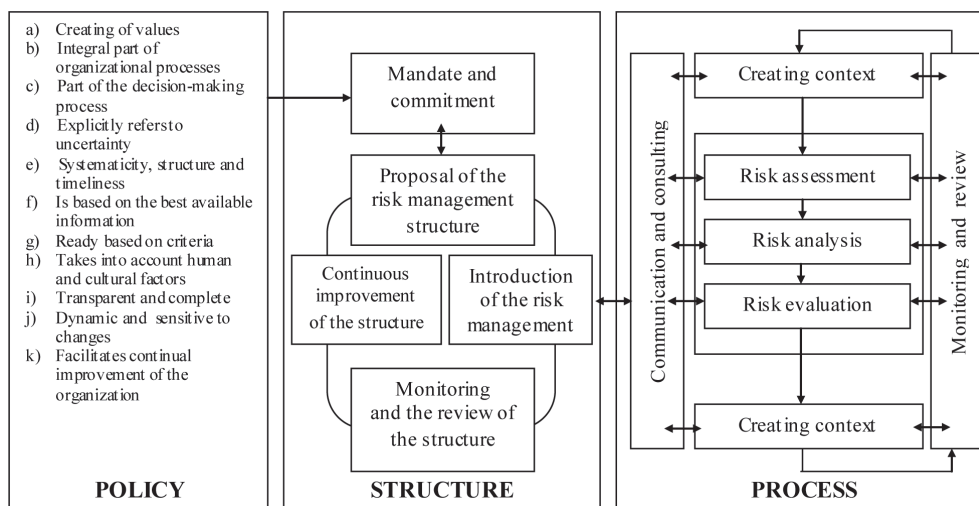 a) Creating of values
b) Integral part of
organizational processes
c) Part of the decision-making
process
d) Explicitly refers to
uncertainty
e) Systematicity, structure and
timeliness
f) Is based on the best available
information
g) Ready based on criteria
h) Takes into account human
and cultural factors
i) Transparent and complete
j) Dynamic and sensitive to
changes
k) Facilitates continual
improvement of the
organization
POLICY
Mandate and
commitment
Proposal of the
risk management
structure
Continuous
improvement
of the structure
Introduction
of the risk
management
Monitoring
and the review of
the structure
STRUCTURE
Communication and consulting
Creating context
Risk assessment
Risk analysis
Risk evaluation
Creating context
Monitoring and review
PROCESS